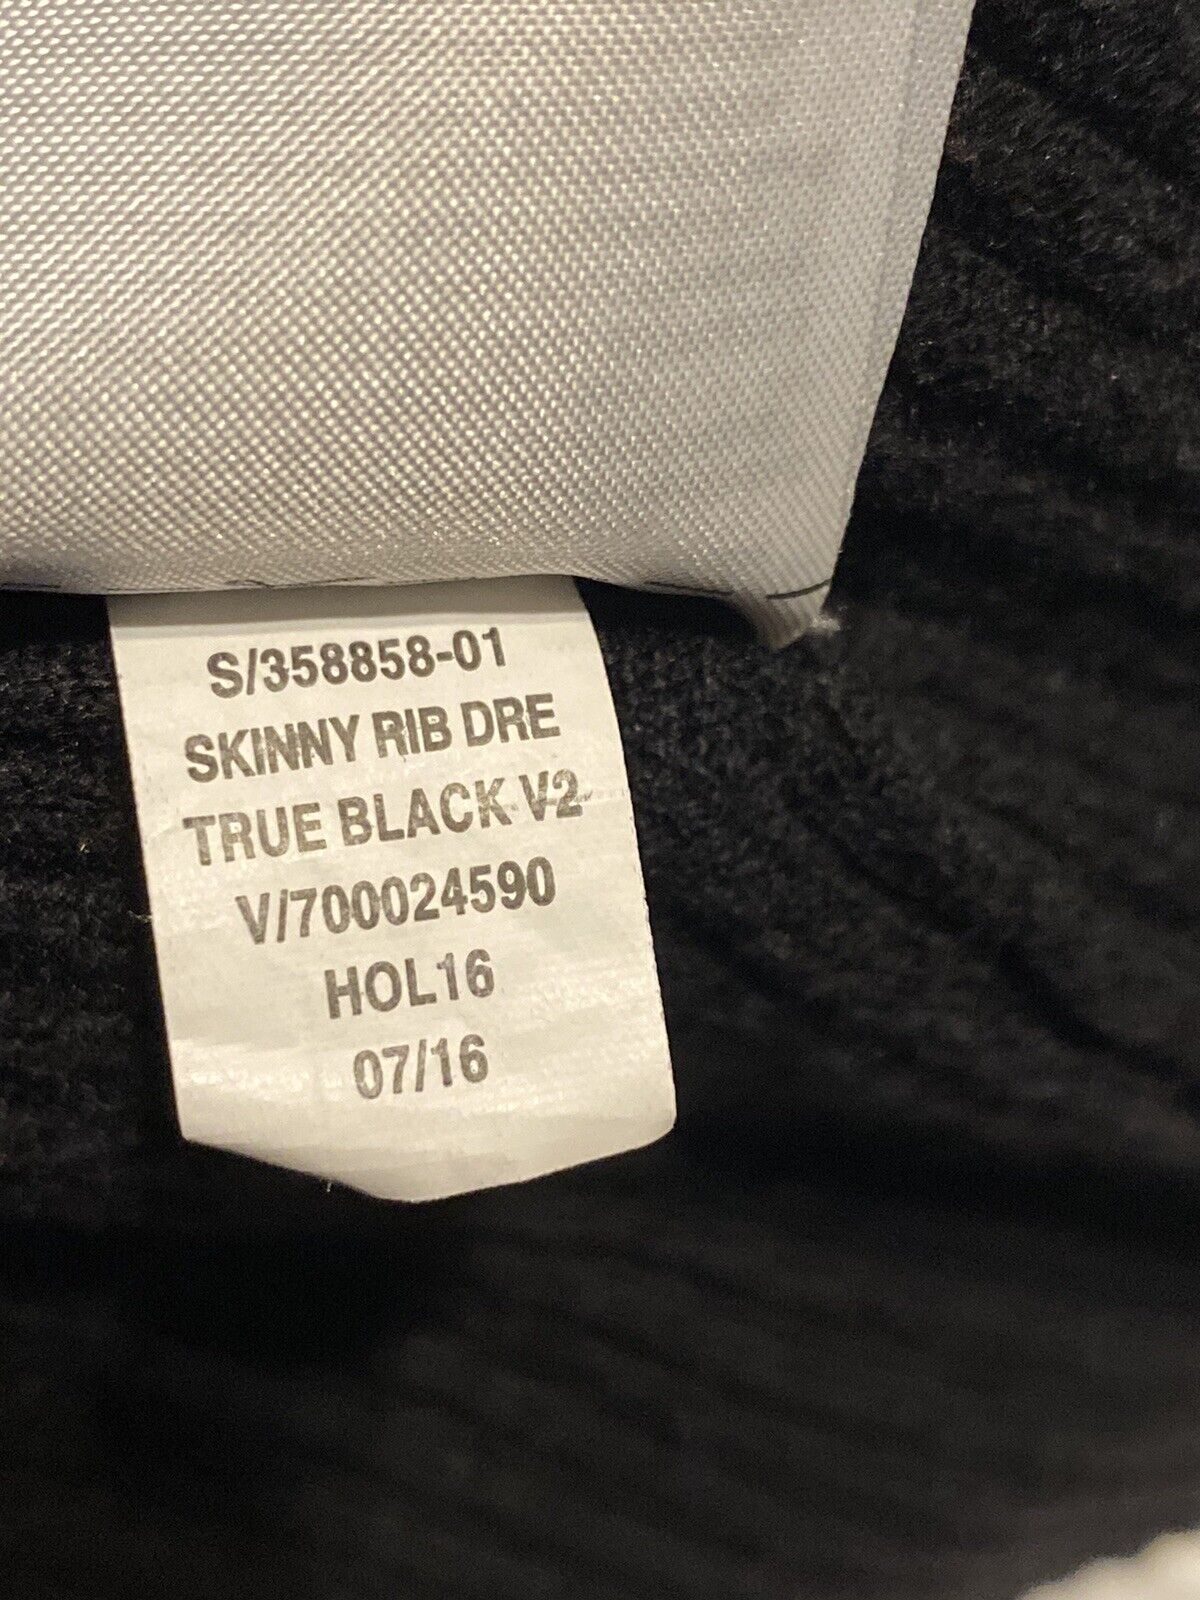 S/358858-01
SKINNY RIB DRE
TRUE BLACK V2
V/700024590
HOL16
07/16